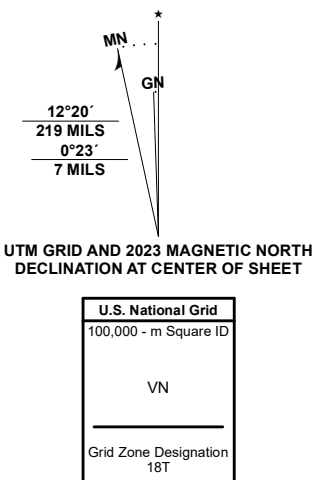 ★
MN
GN
12°20´
219 MILS
0°23´
7 MILS
UTM GRID AND 2023 MAGNETIC NORTH
DECLINATION AT CENTER OF SHEET
U.S. National Grid
100,000 - m Square ID
VN
Grid Zone Designation
18T